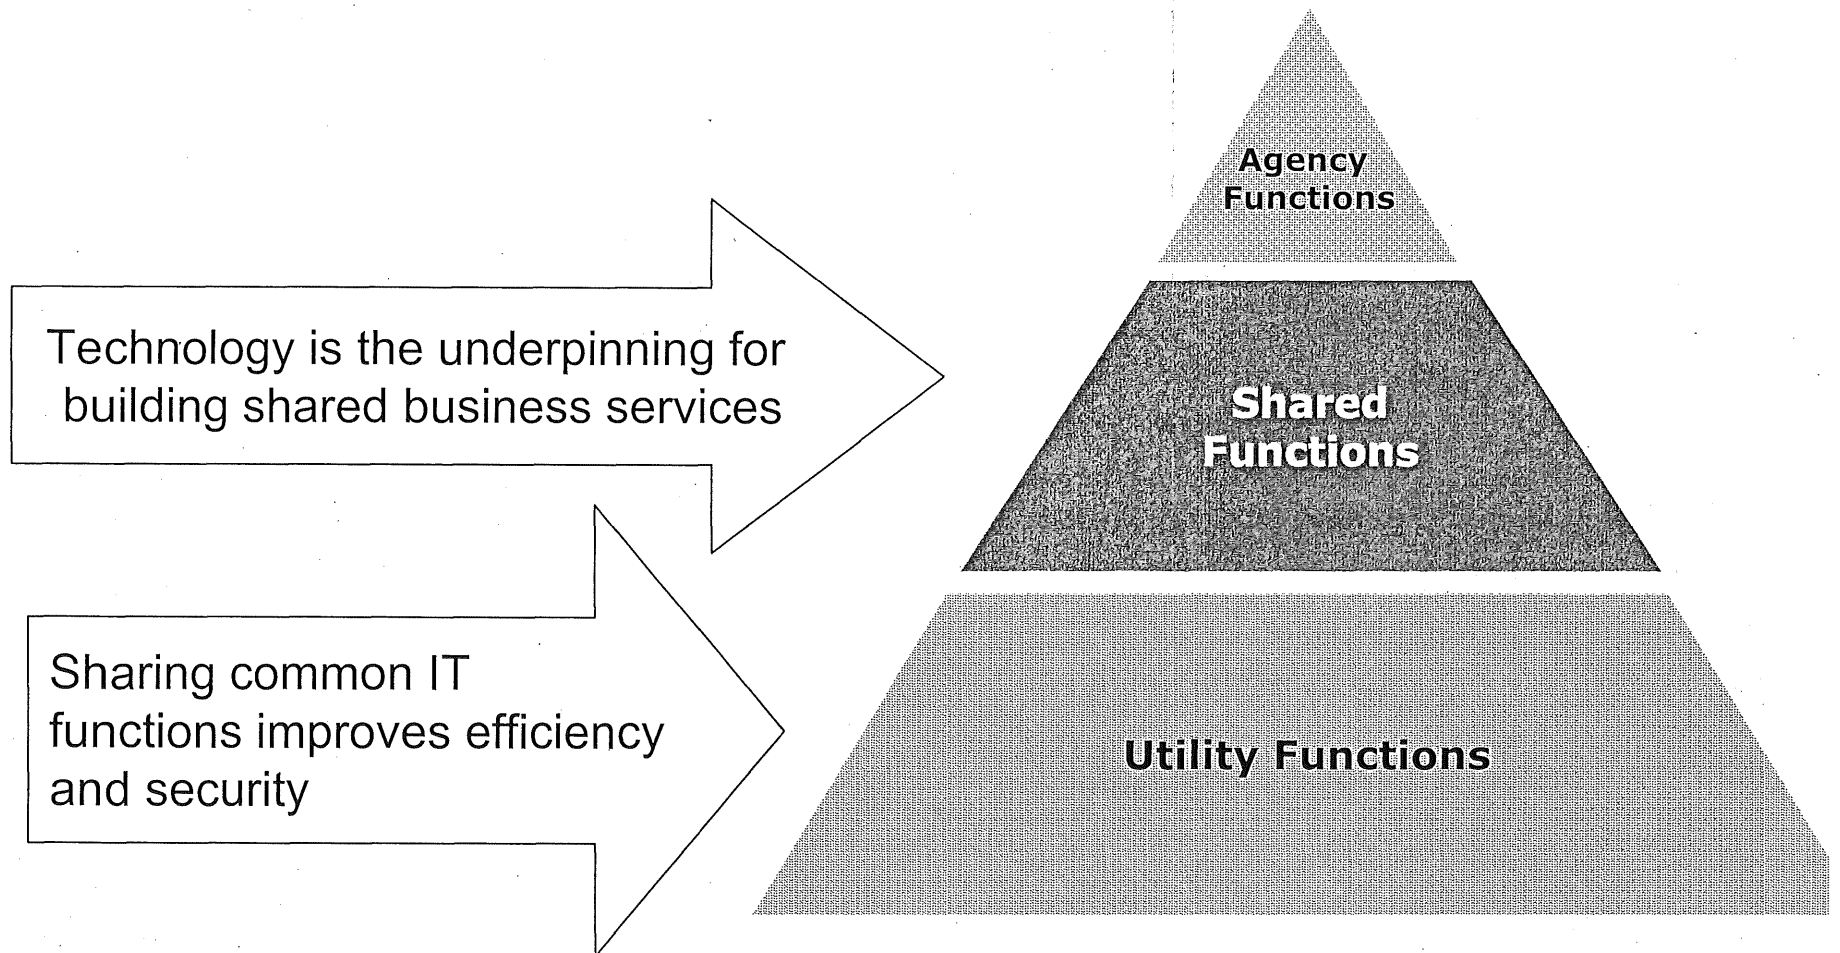 Agency
Functions
Technology is the underpinning for
building shared business services
Shared
Functions
Sharing common IT
functions improves efficiency
and security
Utility Functions